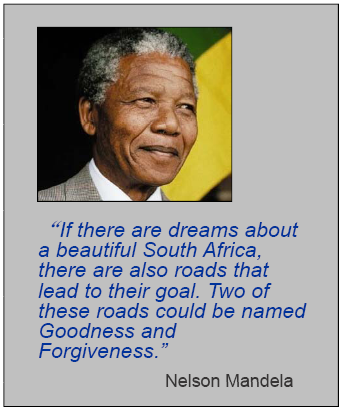 “If there are dreams about
a beautiful South Africa,
there are also roads that
lead to their goal. Two of
these roads could be named
Goodness and
Forgiveness.”
Nelson Mandela